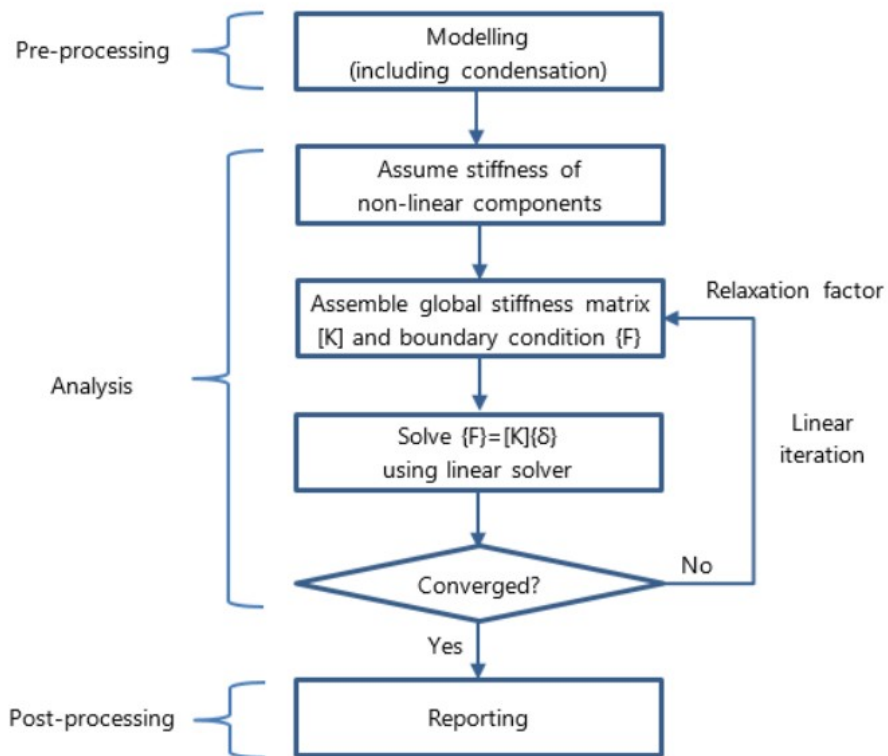 Pre-processing
Modelling
(including condensation)
Analysis
Assume stiffness of
non-linear components
Assemble global stiffness matrix
[K] and boundary condition {F}
Relaxation factor
Solve {F}=[K]{δ}
using linear solver
Linear
iteration
Converged?
No
Yes
Post-processing
Reporting